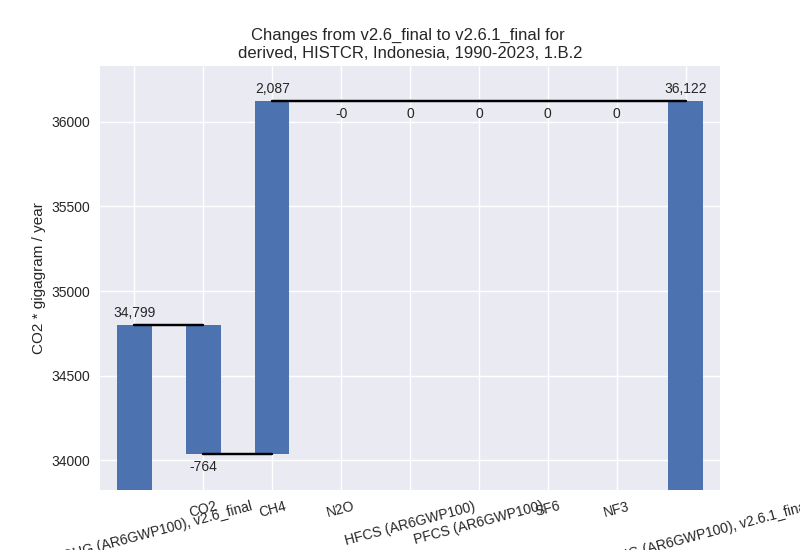 Changes from v2.6_final to v2.6.1_final for
derived, HISTCR, Indonesia, 1990-2023, 1.B.2
CO2 * gigagram / year
36000
35500
35000
34500
34000
34,799
-764
2,087
-0
0
0
0
0
36,122
(AR6GWP100), v2.6_final
CO2
CH4
N2O
HFCS (AR6GWP100)
PFCS (AR6GWP100)
SF6
NF3
(AR6GWP100), v2.6.1_fina